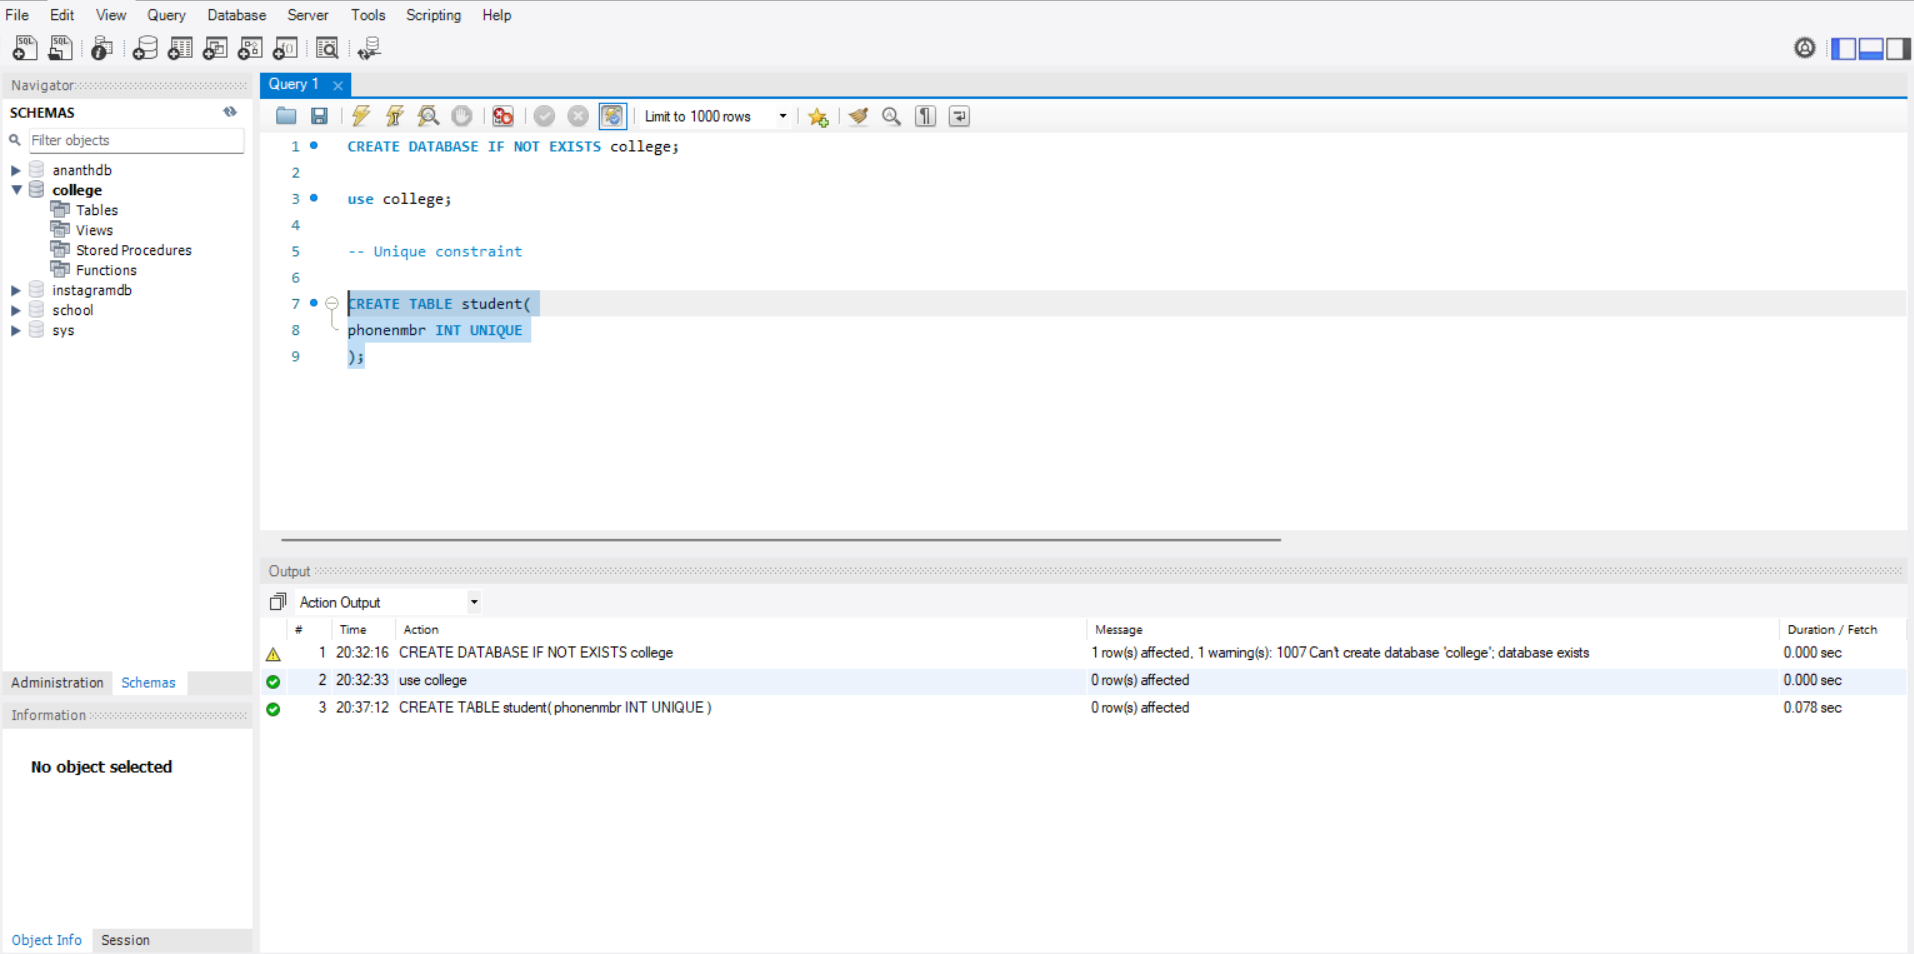 File Edit View Query Database Server Tools Scripting Help
Navigator
SCHEMAS
Filter objects
ananthdb
college
Tables
Views
Stored Procedures
Functions
instagramdb
school
sys
Administration Schemas
Information
No object selected
Object Info Session
Query 1
Limit to 1000 rows
1 CREATE DATABASE IF NOT EXISTS college;
2
3 use college;
4
5 -- Unique constraint
6
7 CREATE TABLE student(
8 phonenmbr INT UNIQUE
9 );
Output
Action Output
# Time Action Message Duration / Fetch
1 20:32:16 CREATE DATABASE IF NOT EXISTS college 1 row(s) affected, 1 warning(s): 1007 Can't create database 'college'; database exists 0.000 sec
2 20:32:33 use college 0 row(s) affected 0.000 sec
3 20:37:12 CREATE TABLE student( phonenmbr INT UNIQUE ) 0 row(s) affected 0.078 sec